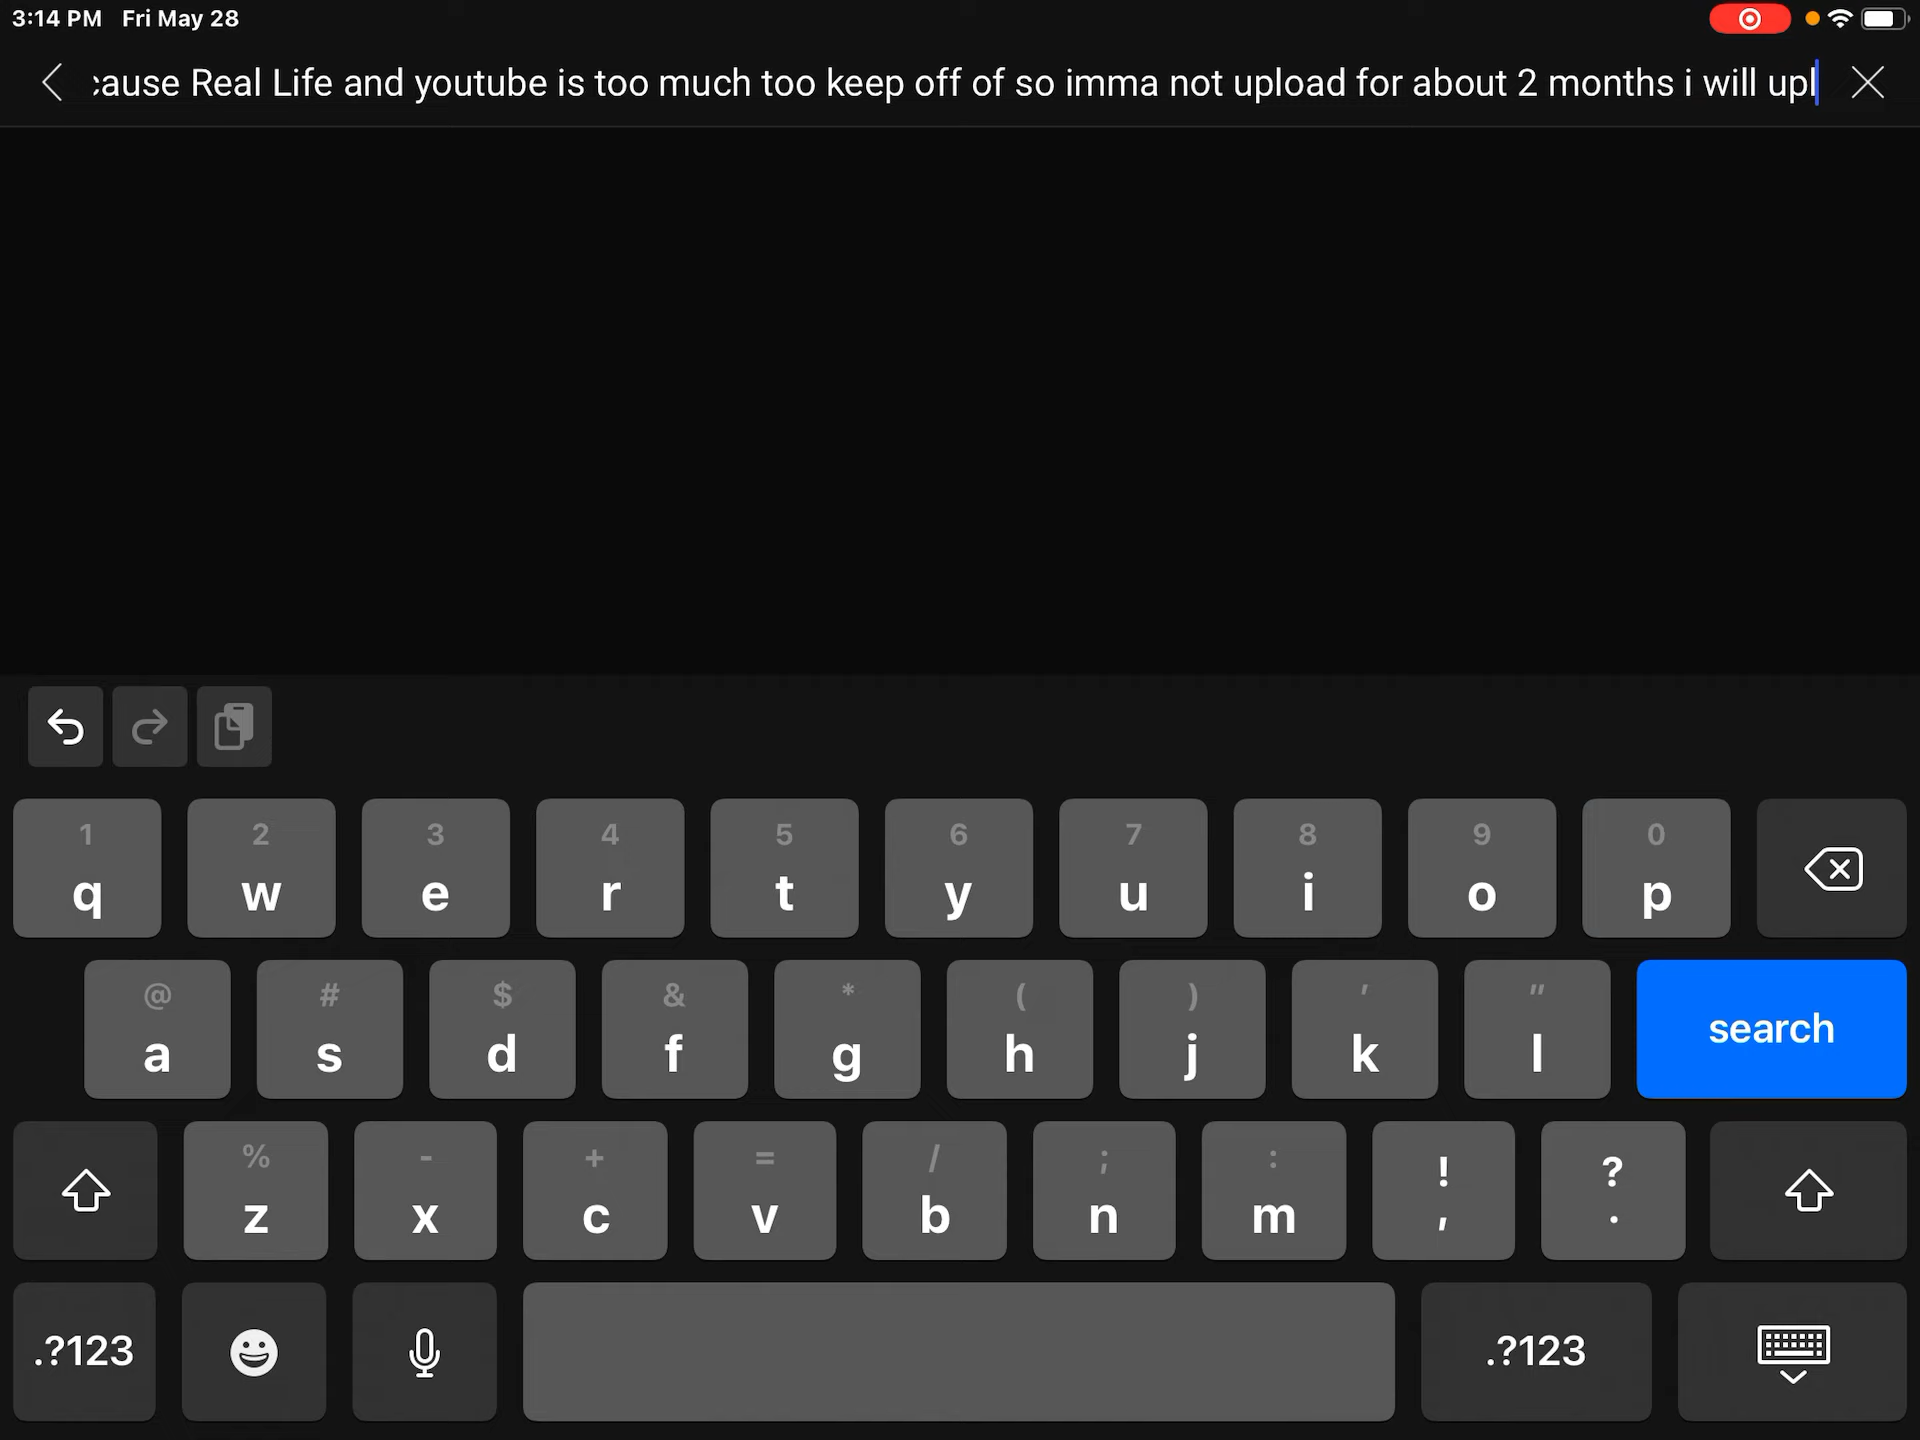 3:14 PM Fri May 28
cause Real Life and youtube is too much too keep off of so imma not upload for about 2 months i will upl
1 2 3 4 5 6 7 8 9 0
q w e r t y u i o p
@ # $ & * ( ) ' "
a s d f g h j k l search
% - + = / ; : ! ?
z x c v b n m , .
.?123 .?123